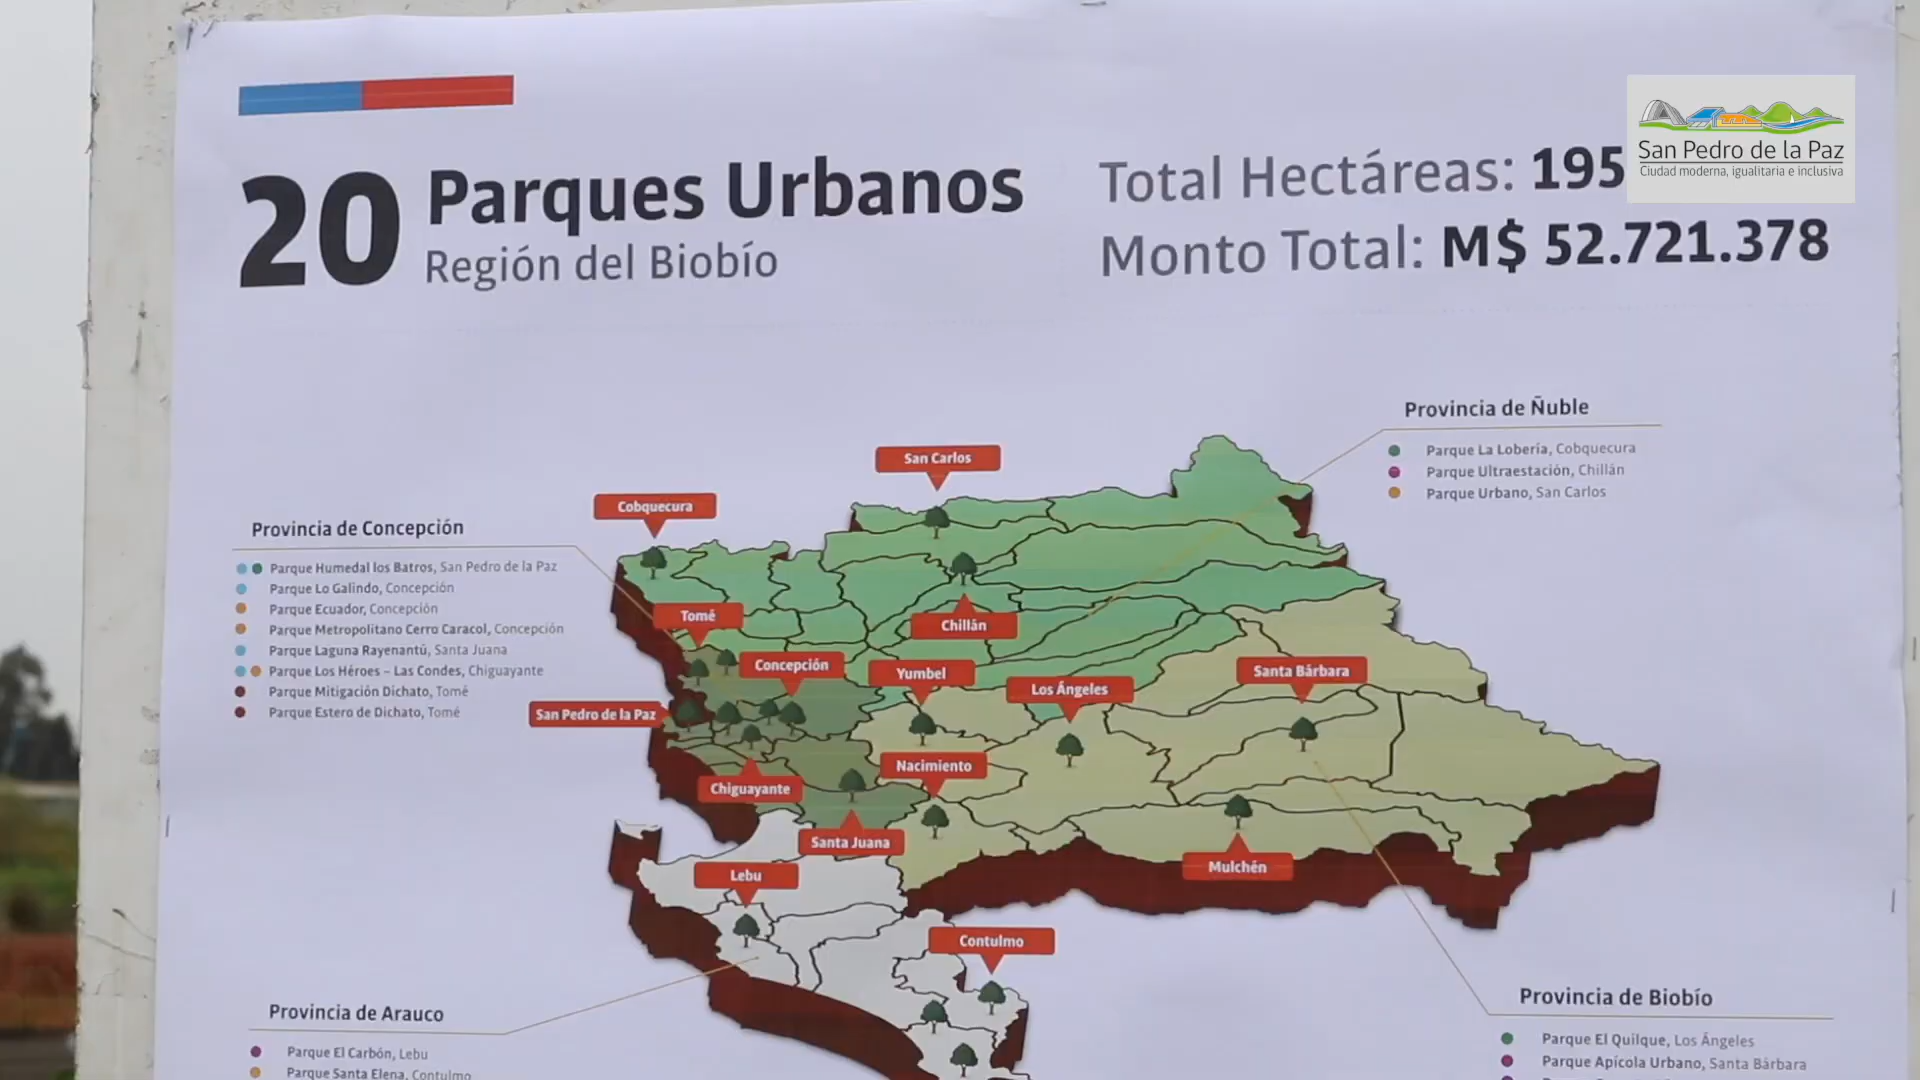 20 Parques Urbanos
Región del Biobío
Total Hectáreas: 195
Monto Total: M$ 52.721.378
San Pedro de la Paz
Ciudad moderna, igualitaria e inclusiva
Provincia de Ñuble
Parque La Lobería, Cobquecura
Parque Ultraestación, Chillán
Parque Urbano, San Carlos
San Carlos
Cobquecura
Provincia de Concepción
Parque Humedal los Batros, San Pedro de la Paz
Parque Lo Galindo, Concepción
Parque Ecuador, Concepción
Parque Metropolitano Cerro Caracol, Concepción
Parque Laguna Rayenantú, Santa Juana
Parque Los Héroes – Las Condes, Chiguayante
Parque Mitigación Dichato, Tomé
Parque Estero de Dichato, Tomé
Tomé
Chillán
Concepción
Yumbel
Santa Bárbara
Los Ángeles
San Pedro de la Paz
Nacimiento
Chiguayante
Santa Juana
Mulchén
Lebu
Contulmo
Provincia de Arauco
Parque El Carbón, Lebu
Parque Santa Elena, Contulmo
Provincia de Biobío
Parque El Quilque, Los Ángeles
Parque Apícola Urbano, Santa Bárbara